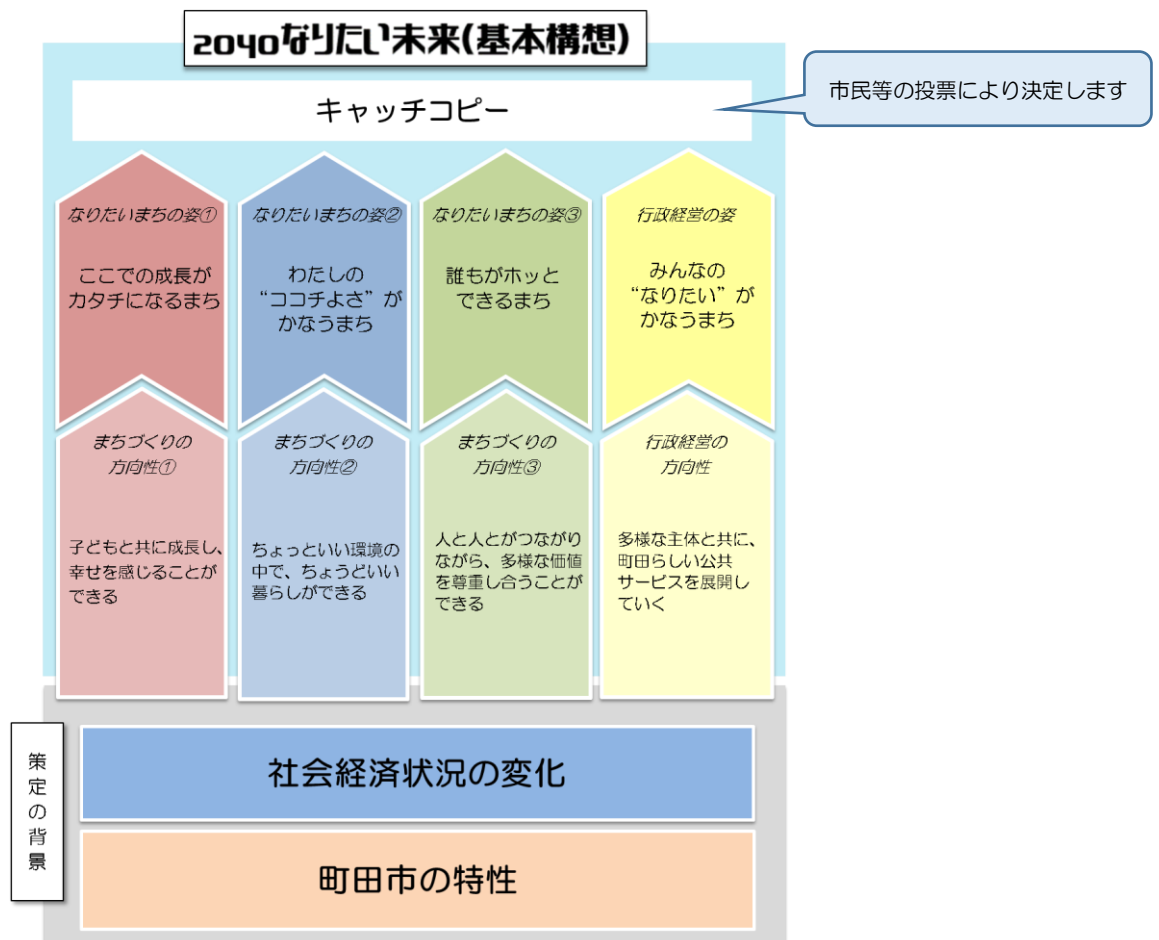 2040なりたい未来(基本構想)
キャッチコピー
市民等の投票により決定します
なりたいまちの姿①
ここでの成長が
カタチになるまち
なりたいまちの姿②
わたしの
“ココチよさ”が
かなうまち
なりたいまちの姿③
誰もがホッと
できるまち
行政経営の姿
みんなの
“なりたい”が
かなうまち
まちづくりの
方向性①
子どもと共に成長し、
幸せを感じることが
できる
まちづくりの
方向性②
ちょっといい環境の
中で、ちょうどいい
暮らしができる
まちづくりの
方向性③
人と人とがつながり
ながら、多様な価値
を尊重し合うことが
できる
行政経営の
方向性
多様な主体と共に、
町田らしい公共
サービスを展開し
ていく
策定の背景
社会経済状況の変化
町田市の特性